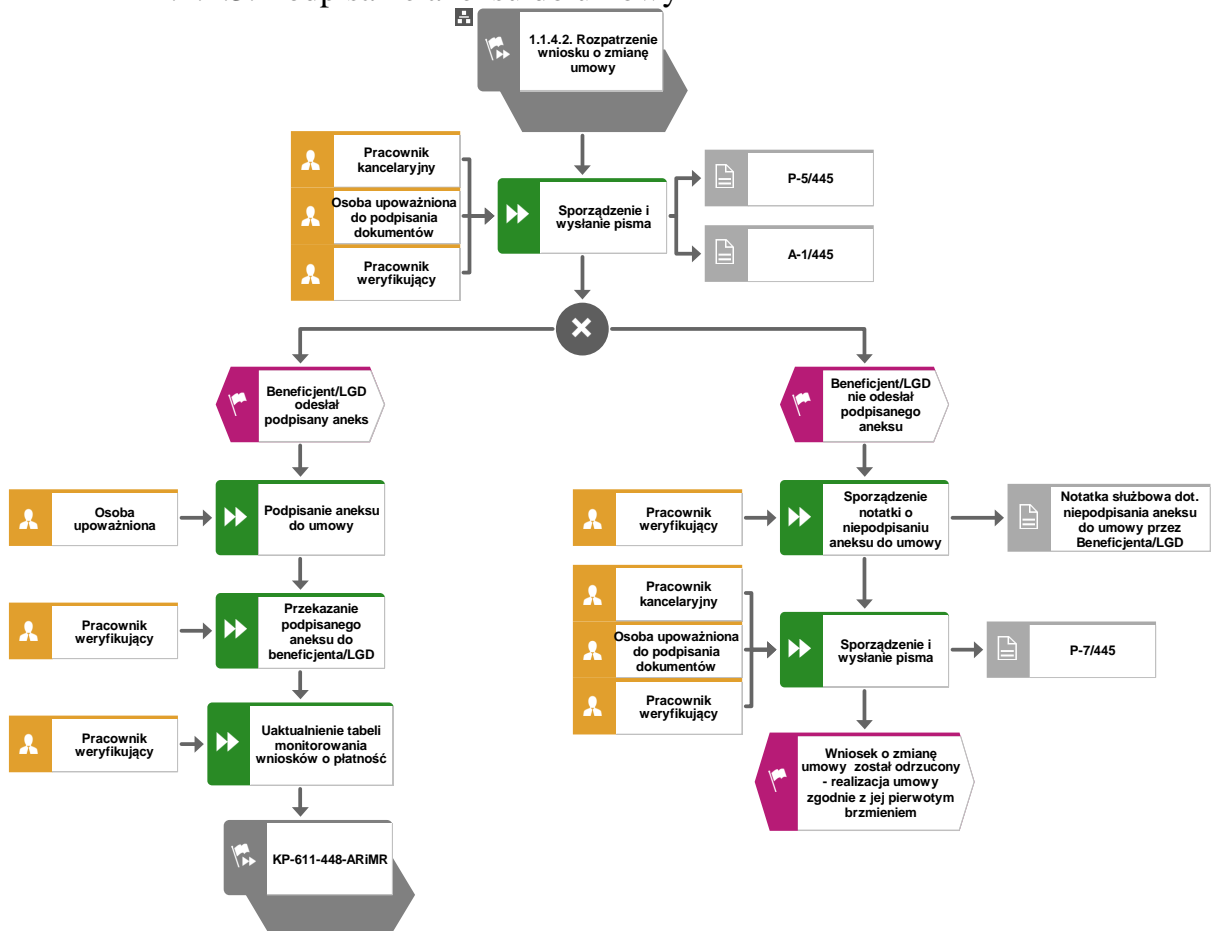 Podpisanie aneksu do umowy
1.1.4.2. Rozpatrzenie
wniosku o zmianę
umowy
Pracownik
kancelaryjny
Osoba upoważniona
do podpisania
dokumentów
Pracownik
weryfikujący
Sporządzenie i
wysłanie pisma
P-5/445
A-1/445
Beneficjent/LGD
odesłał
podpisany aneks
Beneficjent/LGD
nie odesłał
podpisanego
aneksu
Osoba
upoważniona
Podpisanie aneksu
do umowy
Pracownik
weryfikujący
Sporządzenie
notatki o
niepodpisaniu
aneksu do umowy
Notatka służbowa dot.
niepodpisania aneksu
do umowy przez
Beneficjenta/LGD
Pracownik
weryfikujący
Przekazanie
podpisanego
aneksu do
beneficjenta/LGD
Pracownik
kancelaryjny
Osoba upoważniona
do podpisania
dokumentów
Pracownik
weryfikujący
Sporządzenie i
wysłanie pisma
P-7/445
Pracownik
weryfikujący
Uaktualnienie tabeli
monitorowania
wniosków o płatność
Wniosek o zmianę
umowy został odrzucony
- realizacja umowy
zgodnie z jej pierwotym
brzmieniem
KP-611-448-ARiMR